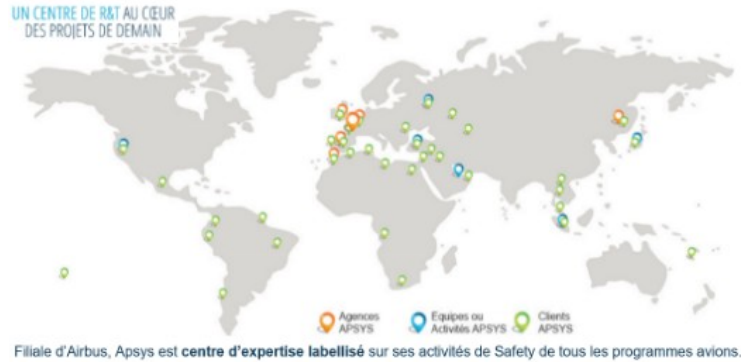 UN CENTRE DE R&T AU CŒUR
DES PROJETS DE DEMAIN
Agences
APSYS
Equipes ou
Activités APSYS
Clients
APSYS
Filiale d'Airbus, Apsys est centre d'expertise labellisé sur ses activités de Safety de tous les programmes avions.